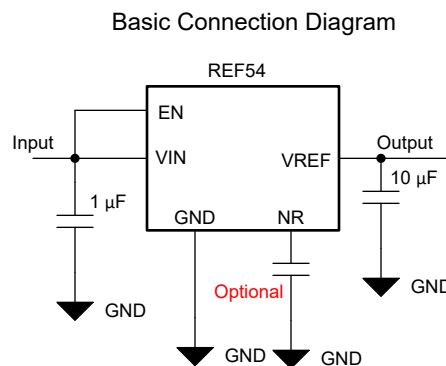 Basic Connection Diagram
REF54
EN
Input
VIN
VREF
Output
1 µF
10 µF
GND
NR
Optional
GND
GND
GND
GND